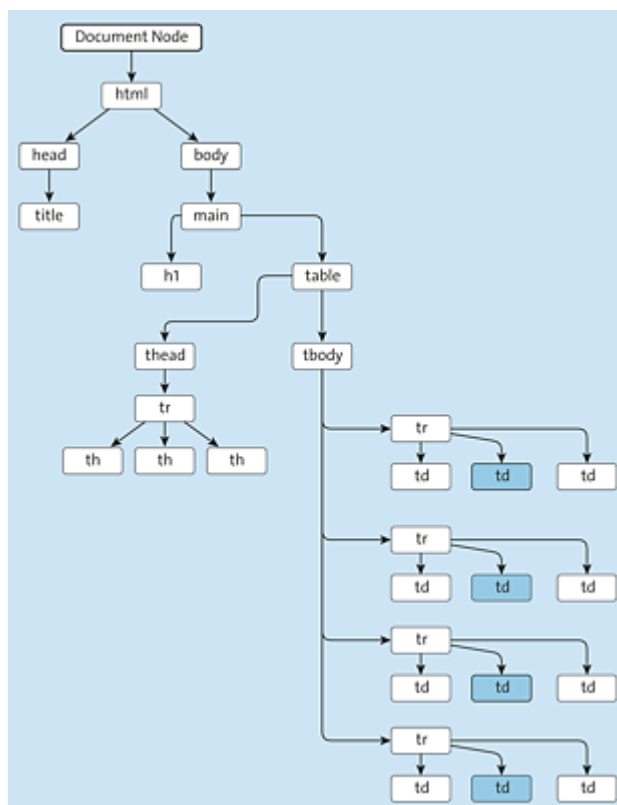 Document Node
html
head
body
title
main
h1
table
thead
tbody
tr
th th th
tr
td td td
tr
td td td
tr
td td td
tr
td td td